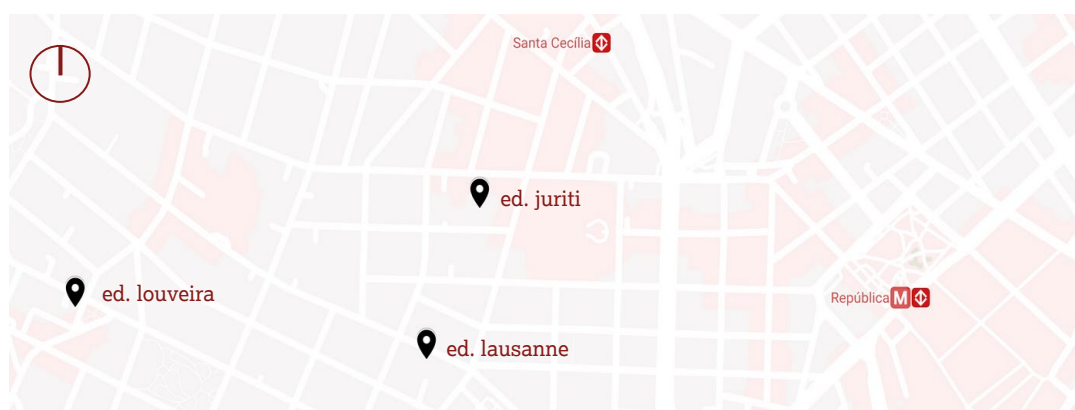 Santa Cecília
ed. juriti
ed. louveira
República M
ed. lausanne